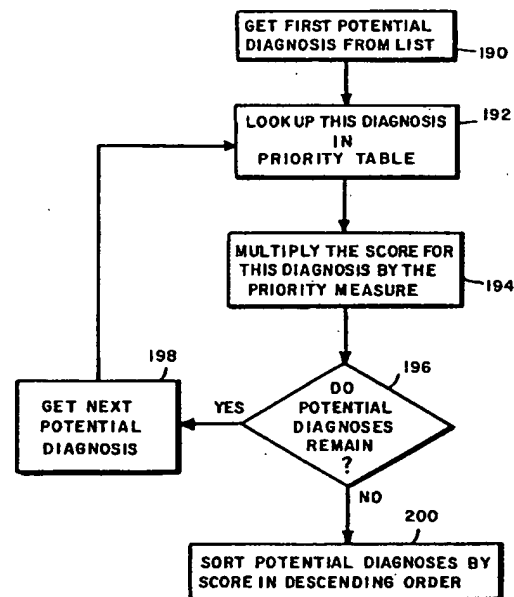 GET FIRST POTENTIAL
DIAGNOSIS FROM LIST
190
LOOK UP THIS DIAGNOSIS
IN
PRIORITY TABLE
192
MULTIPLY THE SCORE FOR
THIS DIAGNOSIS BY THE
PRIORITY MEASURE
194
196
DO
POTENTIAL
DIAGNOSES
REMAIN
?
YES
198
GET NEXT
POTENTIAL
DIAGNOSIS
NO
200
SORT POTENTIAL DIAGNOSES BY
SCORE IN DESCENDING ORDER